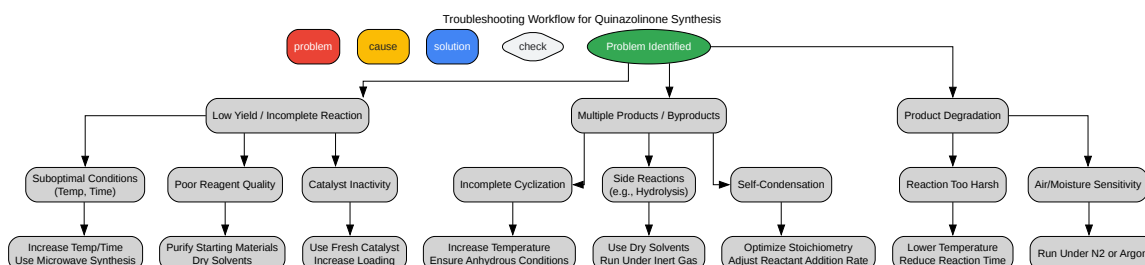 Troubleshooting Workflow for Quinazolinone Synthesis
problem
cause
solution
check
Problem Identified
Low Yield / Incomplete Reaction
Multiple Products / Byproducts
Product Degradation
Suboptimal Conditions
(Temp, Time)
Poor Reagent Quality
Catalyst Inactivity
Incomplete Cyclization
Side Reactions
(e.g., Hydrolysis)
Self-Condensation
Reaction Too Harsh
Air/Moisture Sensitivity
Increase Temp/Time
Use Microwave Synthesis
Purify Starting Materials
Dry Solvents
Use Fresh Catalyst
Increase Loading
Increase Temperature
Ensure Anhydrous Conditions
Use Dry Solvents
Run Under Inert Gas
Optimize Stoichiometry
Adjust Reactant Addition Rate
Lower Temperature
Reduce Reaction Time
Run Under N2 or